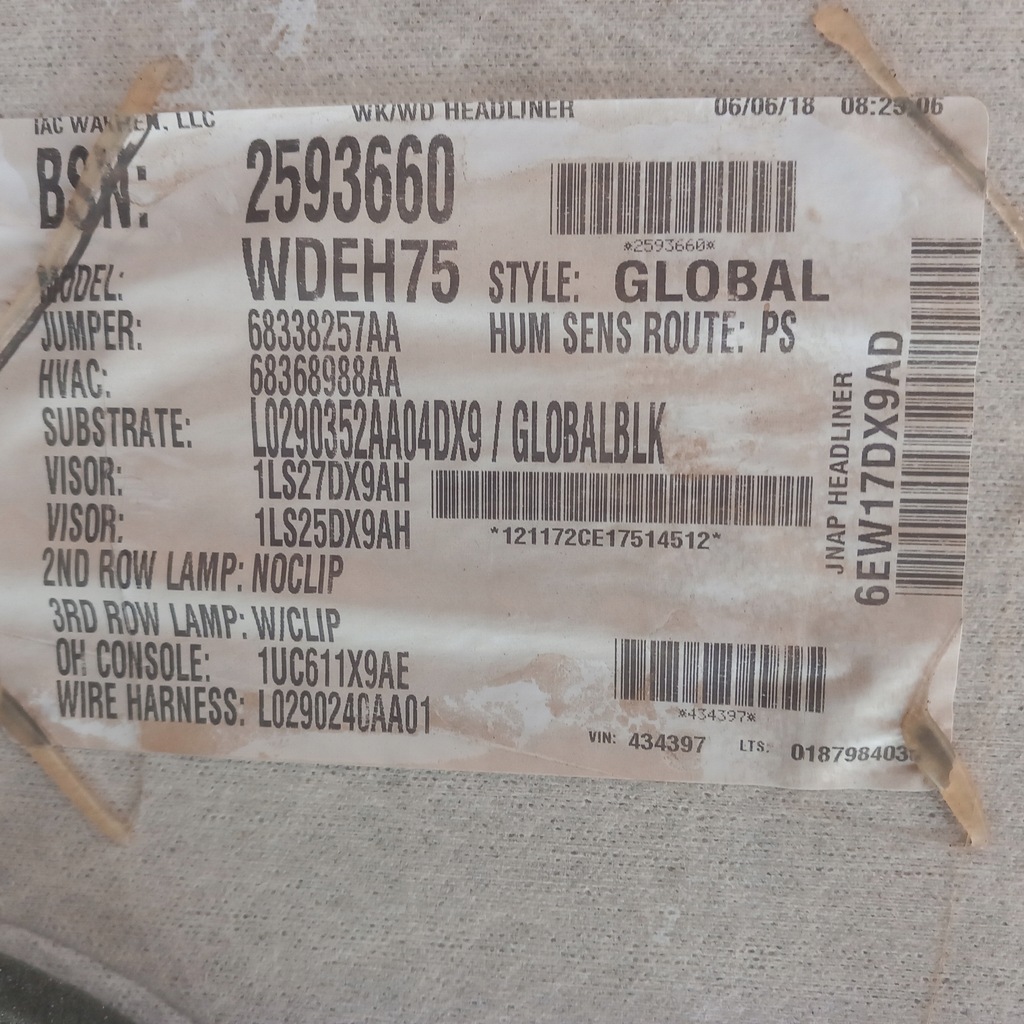 IAC WARREN, LLC WK/WD HEADLINER 06/06/18 08:25:06
BSN: 2593660
*2593660*
MODEL: WDEH75 STYLE: GLOBAL
JUMPER: 68338257AA HUM SENS ROUTE: PS
HVAC: 68368988AA
SUBSTRATE: L0290352AA04DX9 / GLOBALBLK
VISOR: 1LS27DX9AH
VISOR: 1LS25DX9AH
*121172CE17514512*
2ND ROW LAMP: NOCLIP
3RD ROW LAMP: W/CLIP
OH CONSOLE: 1UC611X9AE
WIRE HARNESS: L0290240AA01
*434397*
VIN: 434397 LTS: 018798403
JNAP HEADLINER
6EW17DX9AD